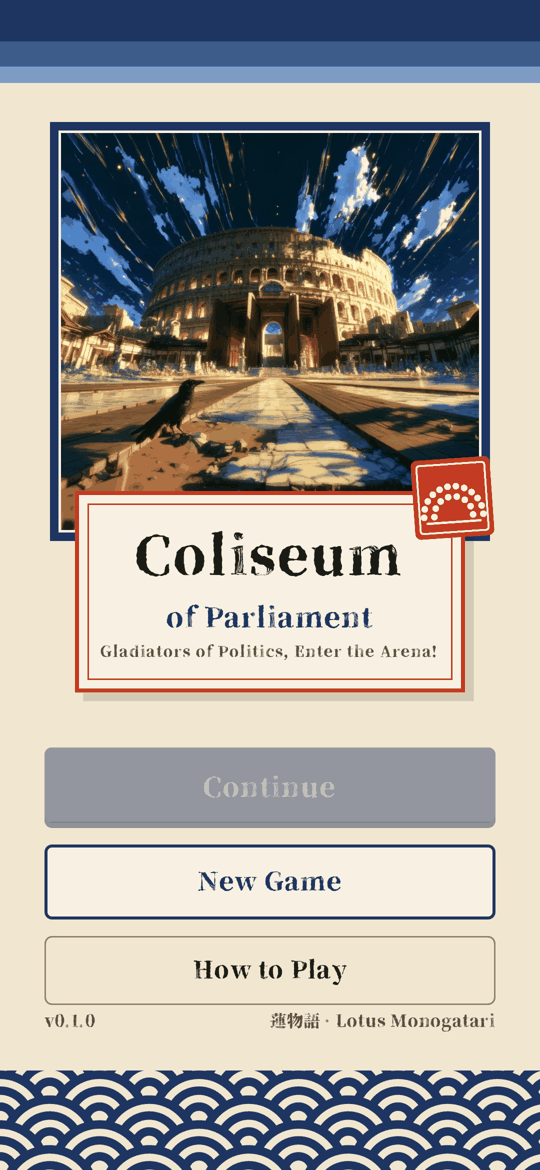 Coliseum
of Parliament
Gladiators of Politics, Enter the Arena!
Continue
New Game
How to Play
v0.1.0
蓮物語 · Lotus Monogatari